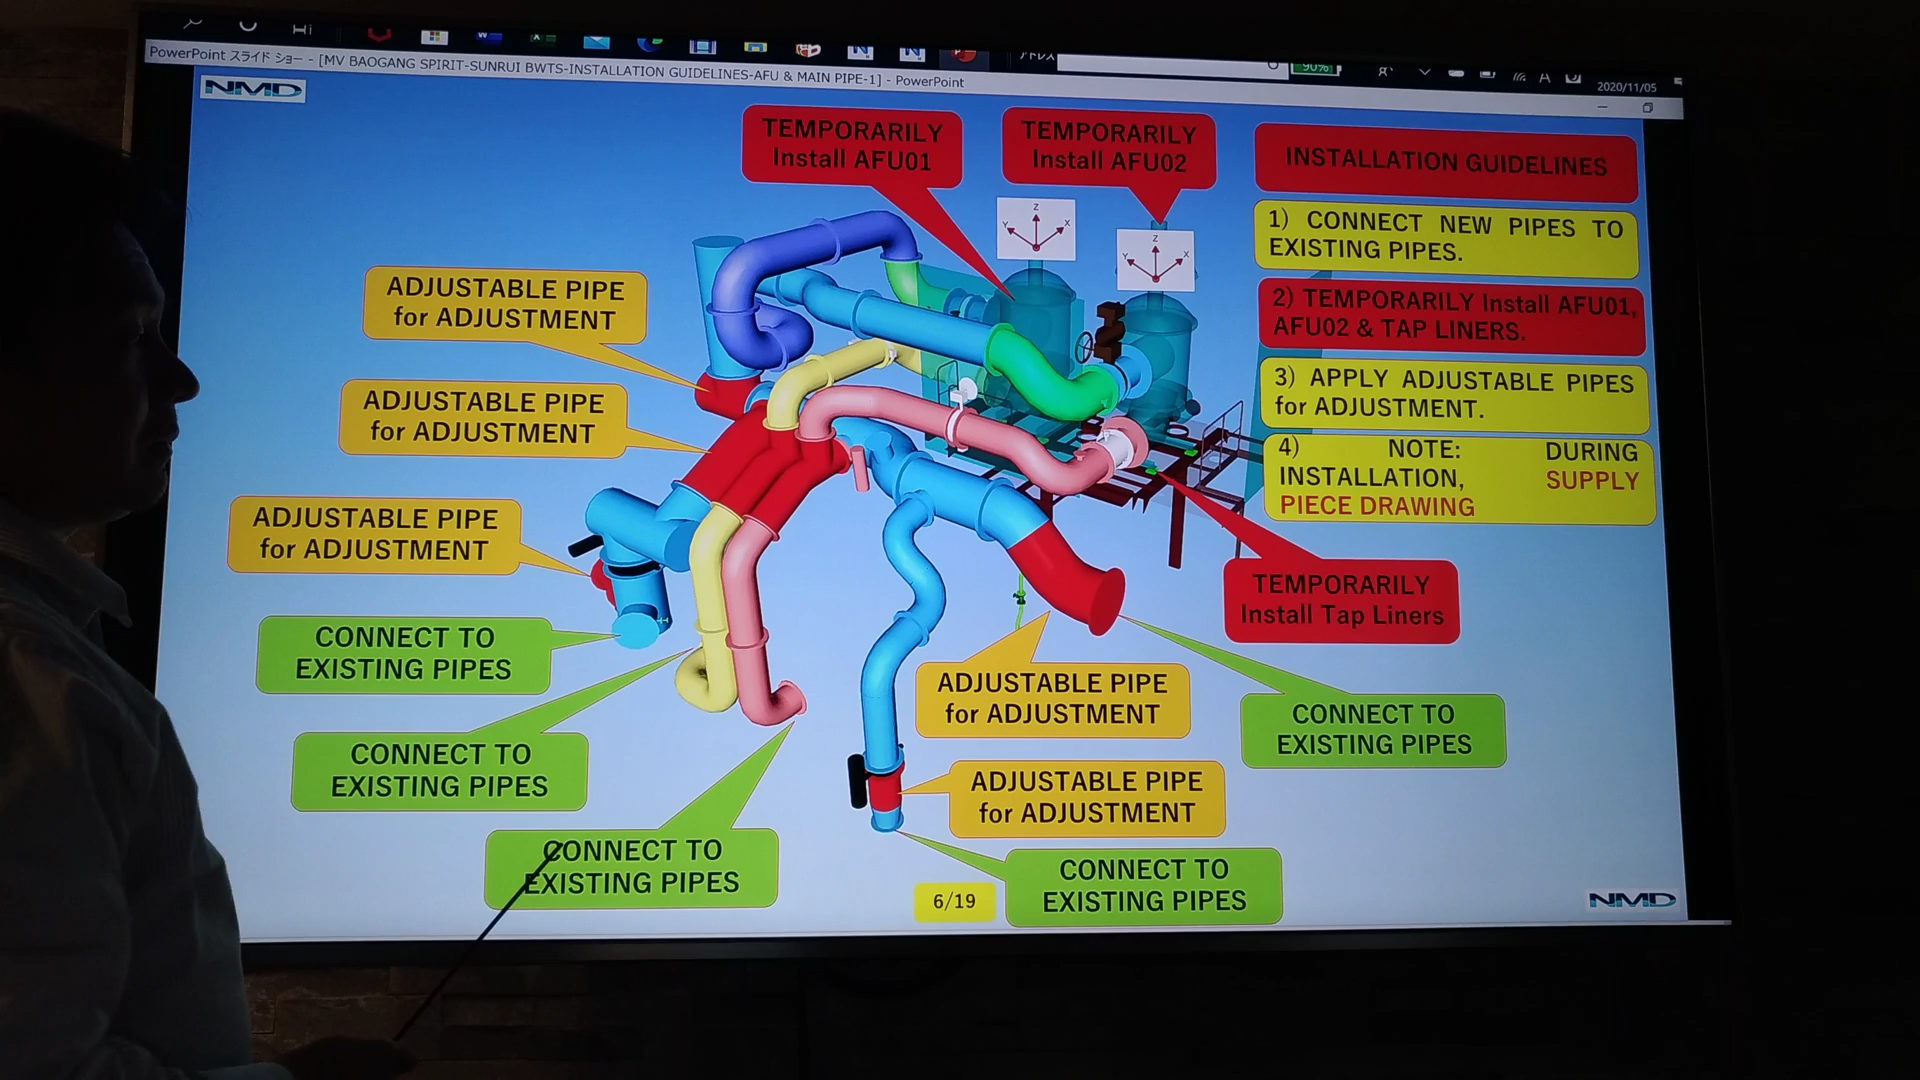 PowerPoint スライド ショー - [MV BAOGANG SPIRIT-SUNRUI BWTS-INSTALLATION GUIDELINES-AFU & MAIN PIPE-1] - PowerPoint
アドレス
90%
A
2020/11/05
NMD
TEMPORARILY
Install AFU01
TEMPORARILY
Install AFU02
INSTALLATION GUIDELINES
1) CONNECT NEW PIPES TO
EXISTING PIPES.
2) TEMPORARILY Install AFU01,
AFU02 & TAP LINERS.
3) APPLY ADJUSTABLE PIPES
for ADJUSTMENT.
4) NOTE: DURING
INSTALLATION, SUPPLY
PIECE DRAWING
Z
Y
X
Z
Y
X
ADJUSTABLE PIPE
for ADJUSTMENT
ADJUSTABLE PIPE
for ADJUSTMENT
ADJUSTABLE PIPE
for ADJUSTMENT
CONNECT TO
EXISTING PIPES
CONNECT TO
EXISTING PIPES
CONNECT TO
EXISTING PIPES
TEMPORARILY
Install Tap Liners
ADJUSTABLE PIPE
for ADJUSTMENT
CONNECT TO
EXISTING PIPES
ADJUSTABLE PIPE
for ADJUSTMENT
CONNECT TO
EXISTING PIPES
6/19
NMD